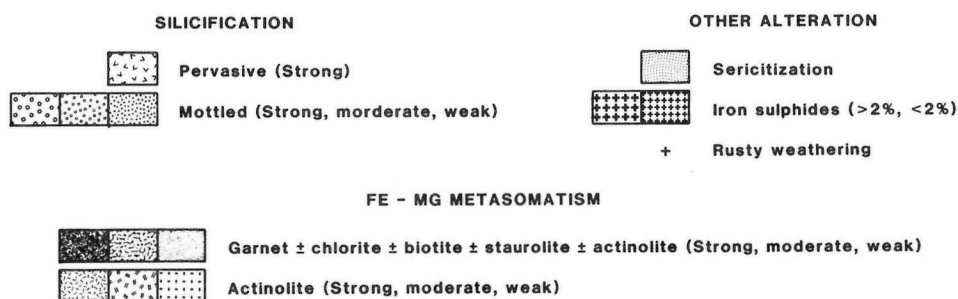 SILICIFICATION
Pervasive (Strong)
Mottled (Strong, morderate, weak)
OTHER ALTERATION
Sericitization
Iron sulphides (>2%, <2%)
+ Rusty weathering
FE - MG METASOMATISM
Garnet ± chlorite ± biotite ± staurolite ± actinolite (Strong, moderate, weak)
Actinolite (Strong, moderate, weak)